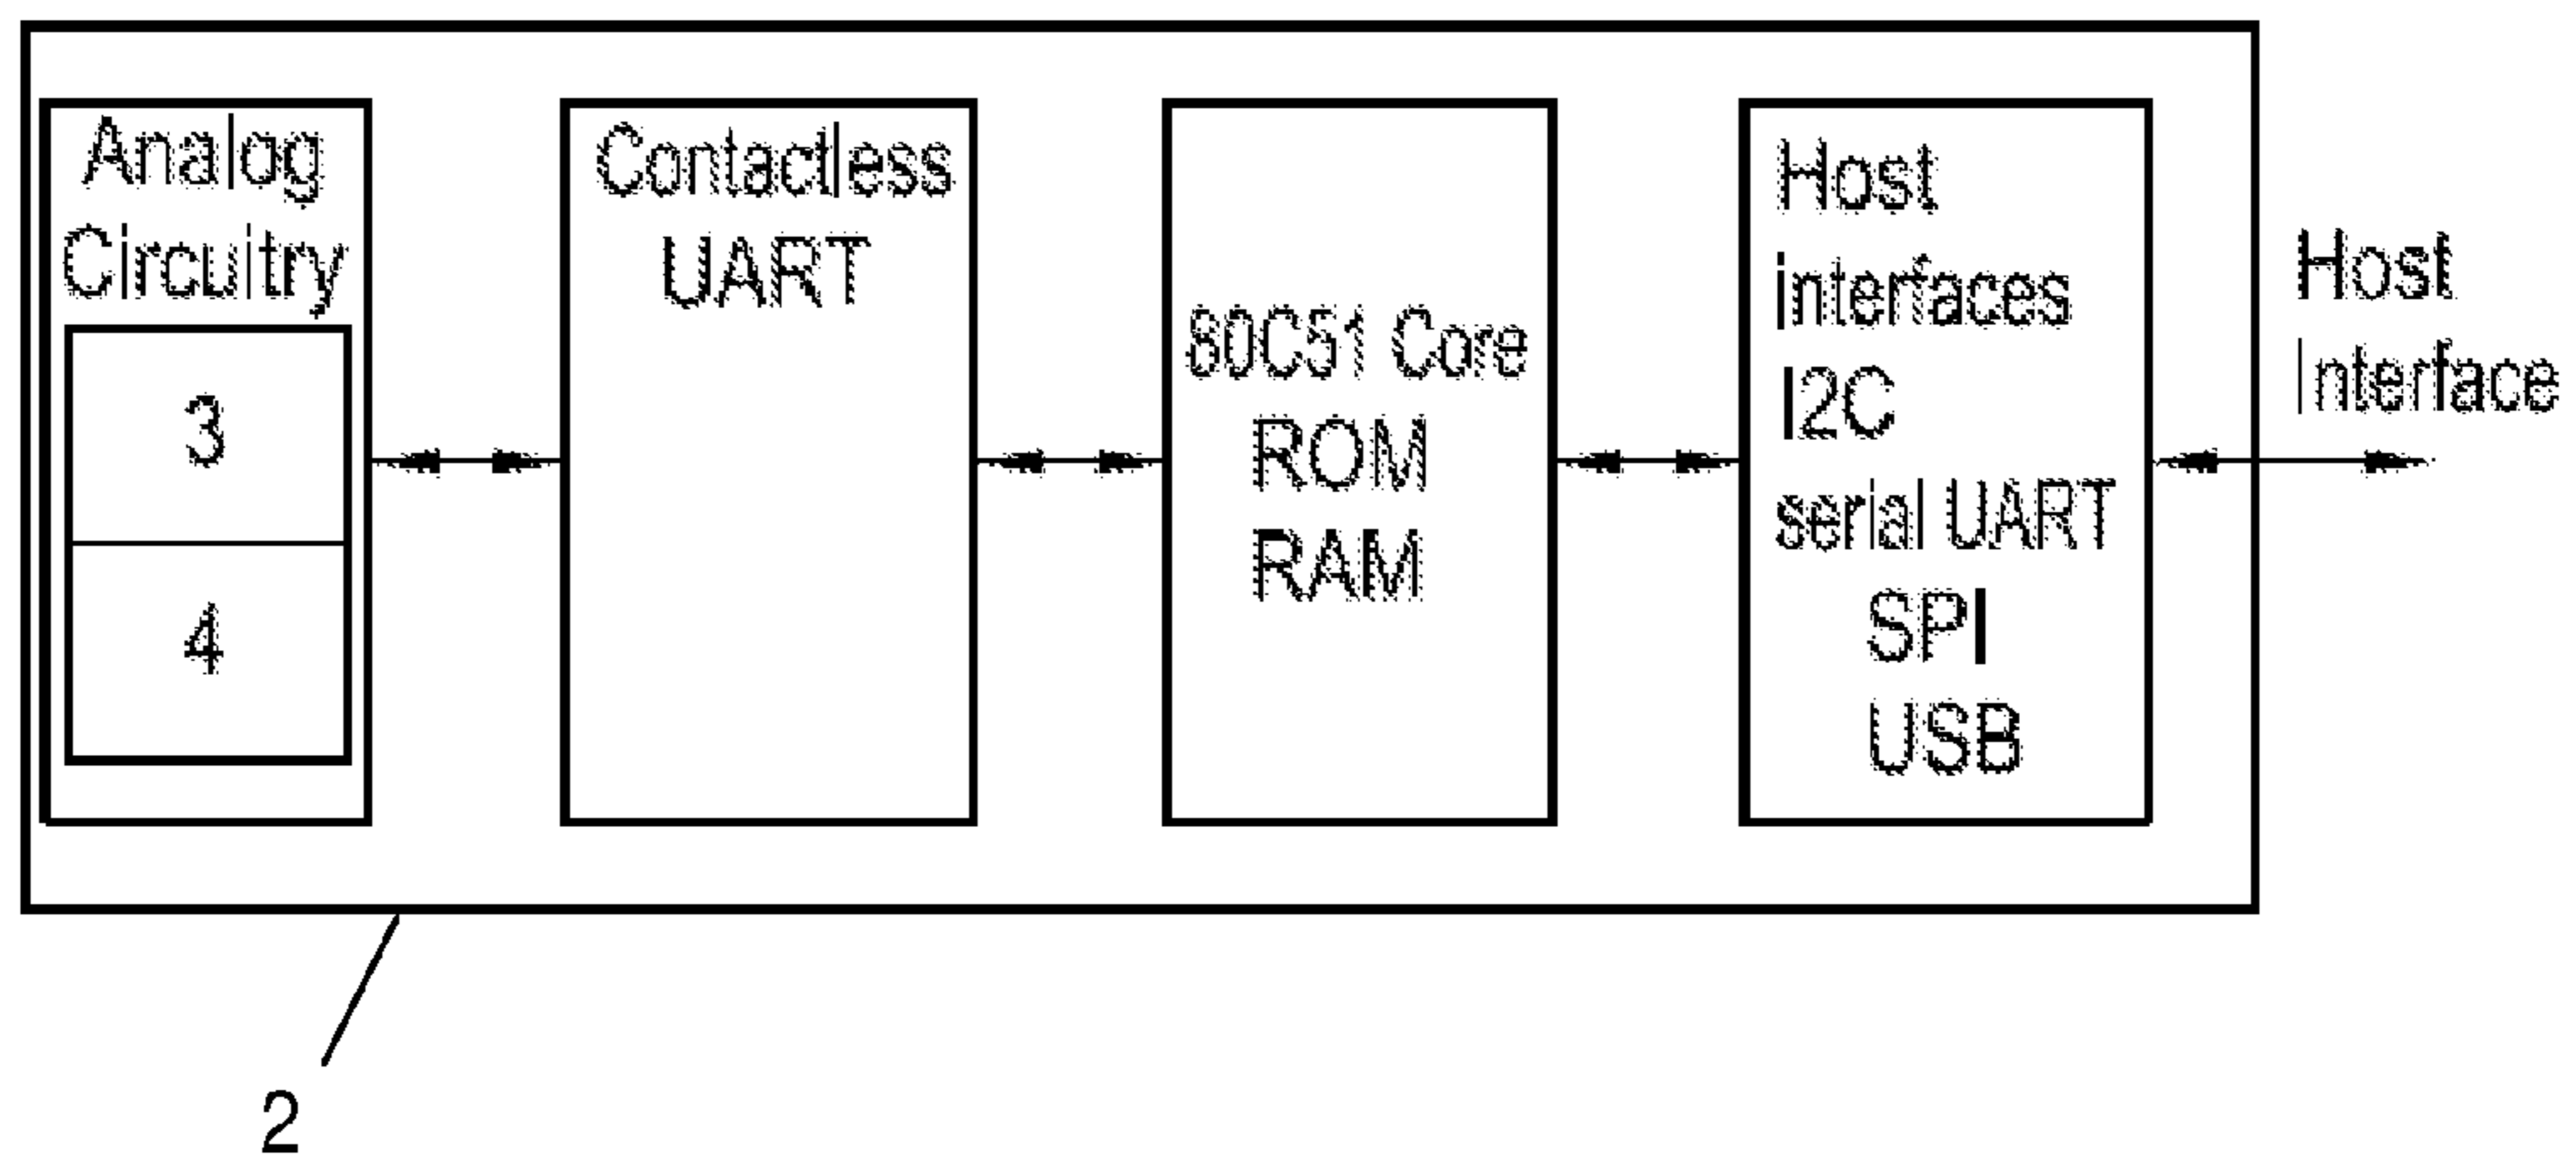 Analog
Circuitry
3
4
Contactless
UART
80C51 Core
ROM
RAM
Host
interfaces
I2C
serial UART
SPI
USB
Host
Interface
2